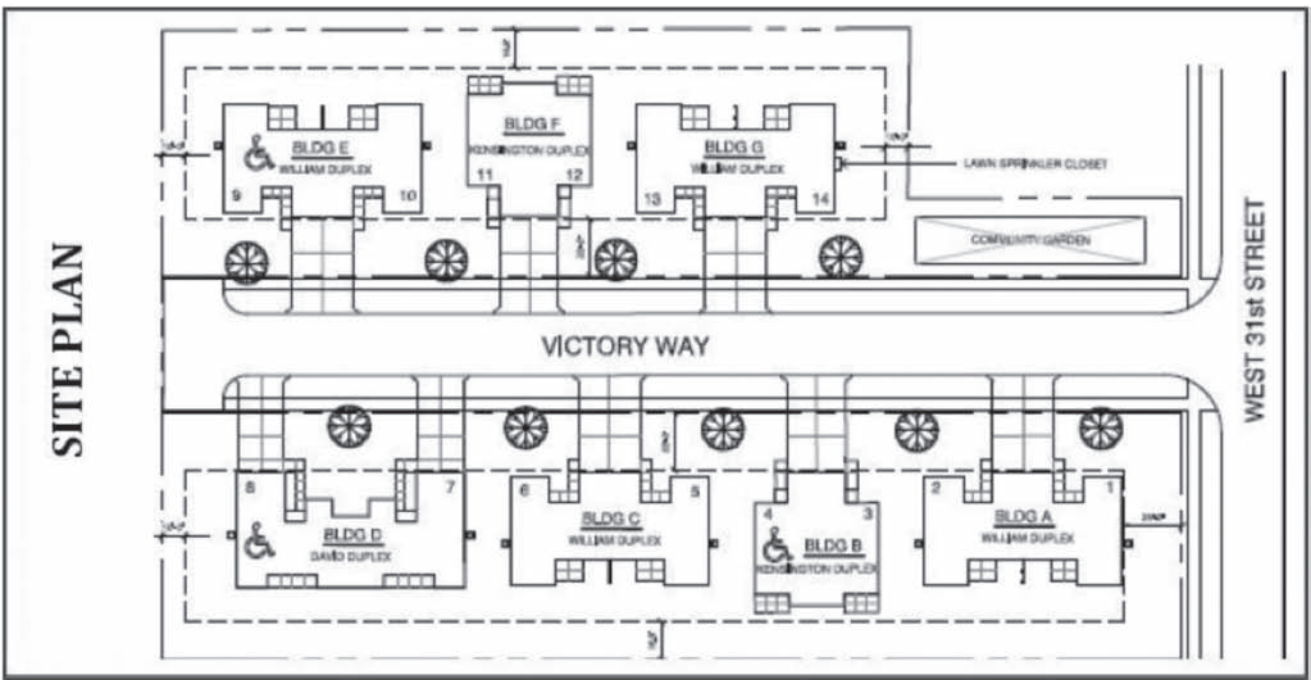 SITE PLAN
BLDG E
WILLIAM DUPLEX
9
10
BLDG F
KENSINGTON DUPLEX
11
12
BLDG G
WILLIAM DUPLEX
13
14
LAWN SPRINKLER CLOSET
COMMUNITY GARDEN
VICTORY WAY
WEST 31st STREET
8
7
BLDG D
DAVID DUPLEX
6
5
BLDG C
WILLIAM DUPLEX
4
3
BLDG B
KENSINGTON DUPLEX
2
1
BLDG A
WILLIAM DUPLEX